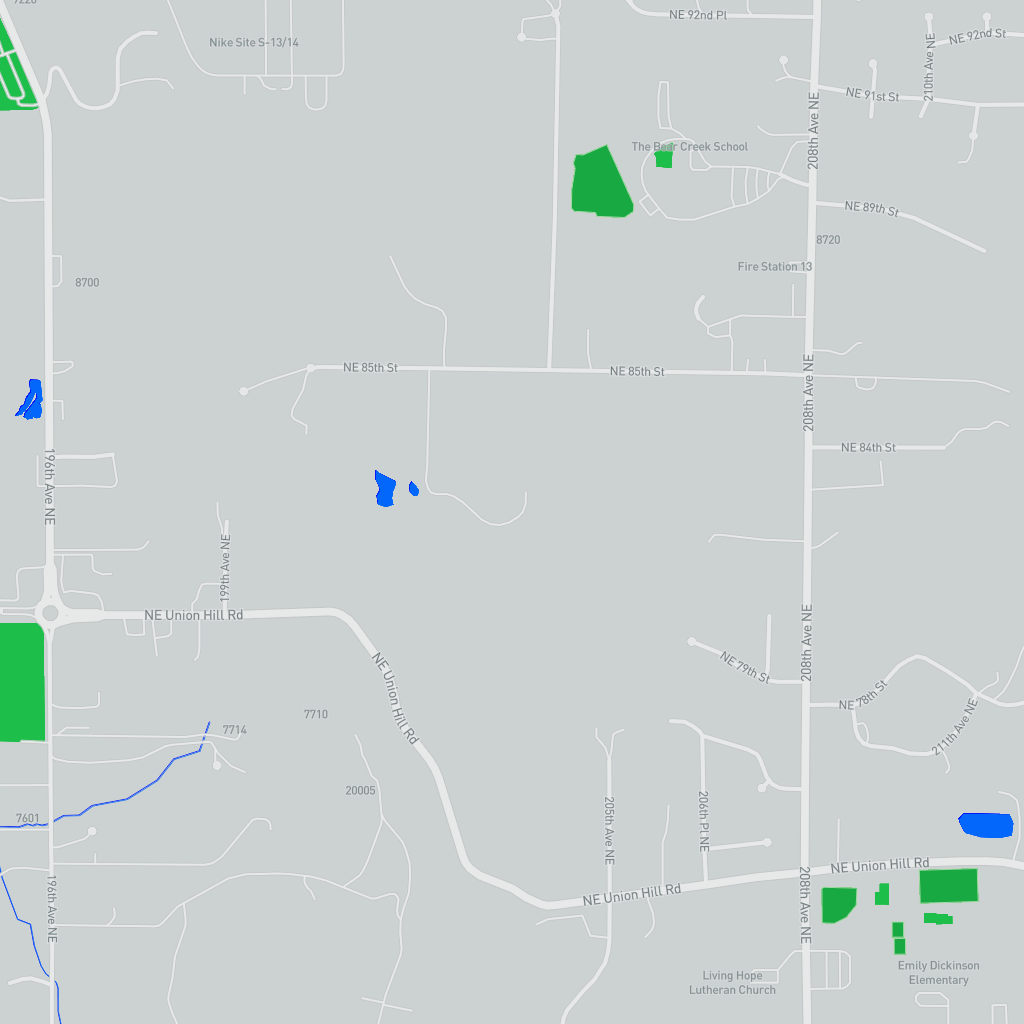 7220
NE 92nd Pl
NE 92nd St
Nike Site S-13/14
210th Ave NE
NE 91st St
208th Ave NE
The Bear Creek School
NE 89th St
8720
Fire Station 13
8700
NE 85th St
NE 85th St
208th Ave NE
NE 84th St
196th Ave NE
199th Ave NE
NE Union Hill Rd
208th Ave NE
NE 79th St
NE Union Hill Rd
NE 78th St
211th Ave NE
7710
7714
20005
7601
205th Ave NE
206th Pl NE
NE Union Hill Rd
NE Union Hill Rd
196th Ave NE
208th Ave NE
Living Hope
Lutheran Church
Emily Dickinson
Elementary